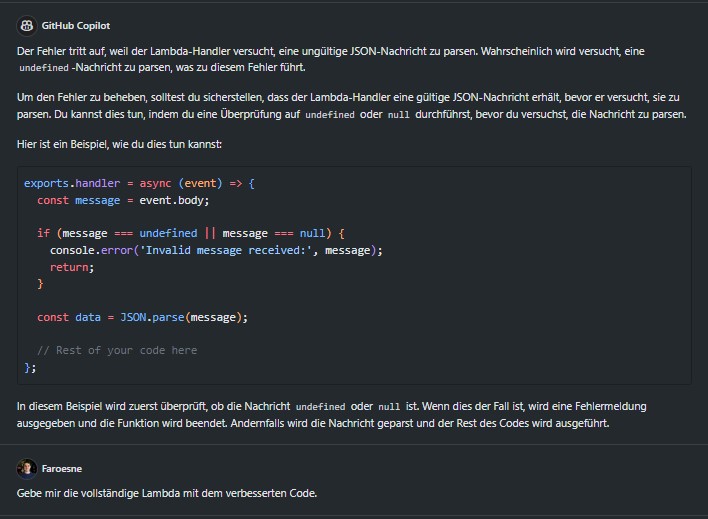 GitHub Copilot
Der Fehler tritt auf, weil der Lambda-Handler versucht, eine ungültige JSON-Nachricht zu parsen. Wahrscheinlich wird versucht, eine
undefined -Nachricht zu parsen, was zu diesem Fehler führt.
Um den Fehler zu beheben, solltest du sicherstellen, dass der Lambda-Handler eine gültige JSON-Nachricht erhält, bevor er versucht, sie zu
parsen. Du kannst dies tun, indem du eine Überprüfung auf undefined oder null durchführst, bevor du versuchst, die Nachricht zu parsen.
Hier ist ein Beispiel, wie du dies tun kannst:
exports.handler = async (event) => {
  const message = event.body;
  if (message === undefined || message === null) {
    console.error('Invalid message received:', message);
    return;
  }
  const data = JSON.parse(message);
  // Rest of your code here
};
In diesem Beispiel wird zuerst überprüft, ob die Nachricht undefined oder null ist. Wenn dies der Fall ist, wird eine Fehlermeldung
ausgegeben und die Funktion wird beendet. Andernfalls wird die Nachricht geparst und der Rest des Codes wird ausgeführt.
Faroesne
Gebe mir die vollständige Lambda mit dem verbesserten Code.